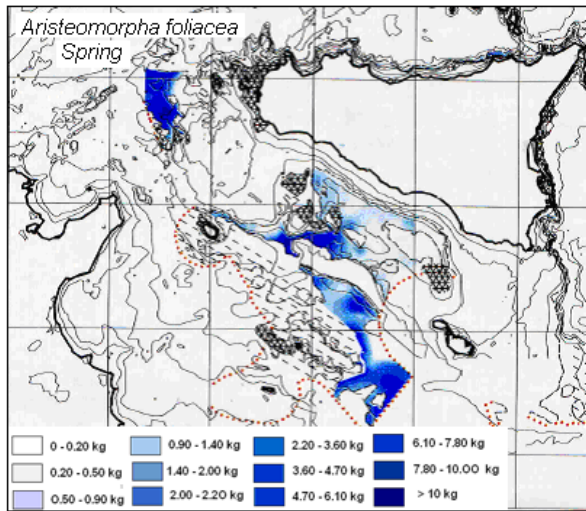 Aristeomorpha foliacea
Spring
0 - 0.20 kg
0.20 - 0.50 kg
0.50 - 0.90 kg
0.90 - 1.40 kg
1.40 - 2.00 kg
2.00 - 2.20 kg
2.20 - 3.60 kg
3.60 - 4.70 kg
4.70 - 6.10 kg
6.10 - 7.80 kg
7.80 - 10.00 kg
> 10 kg